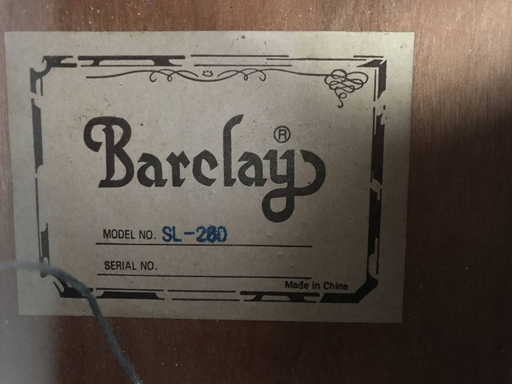 Barclay®
MODEL NO. SL-280
SERIAL NO.
Made in China